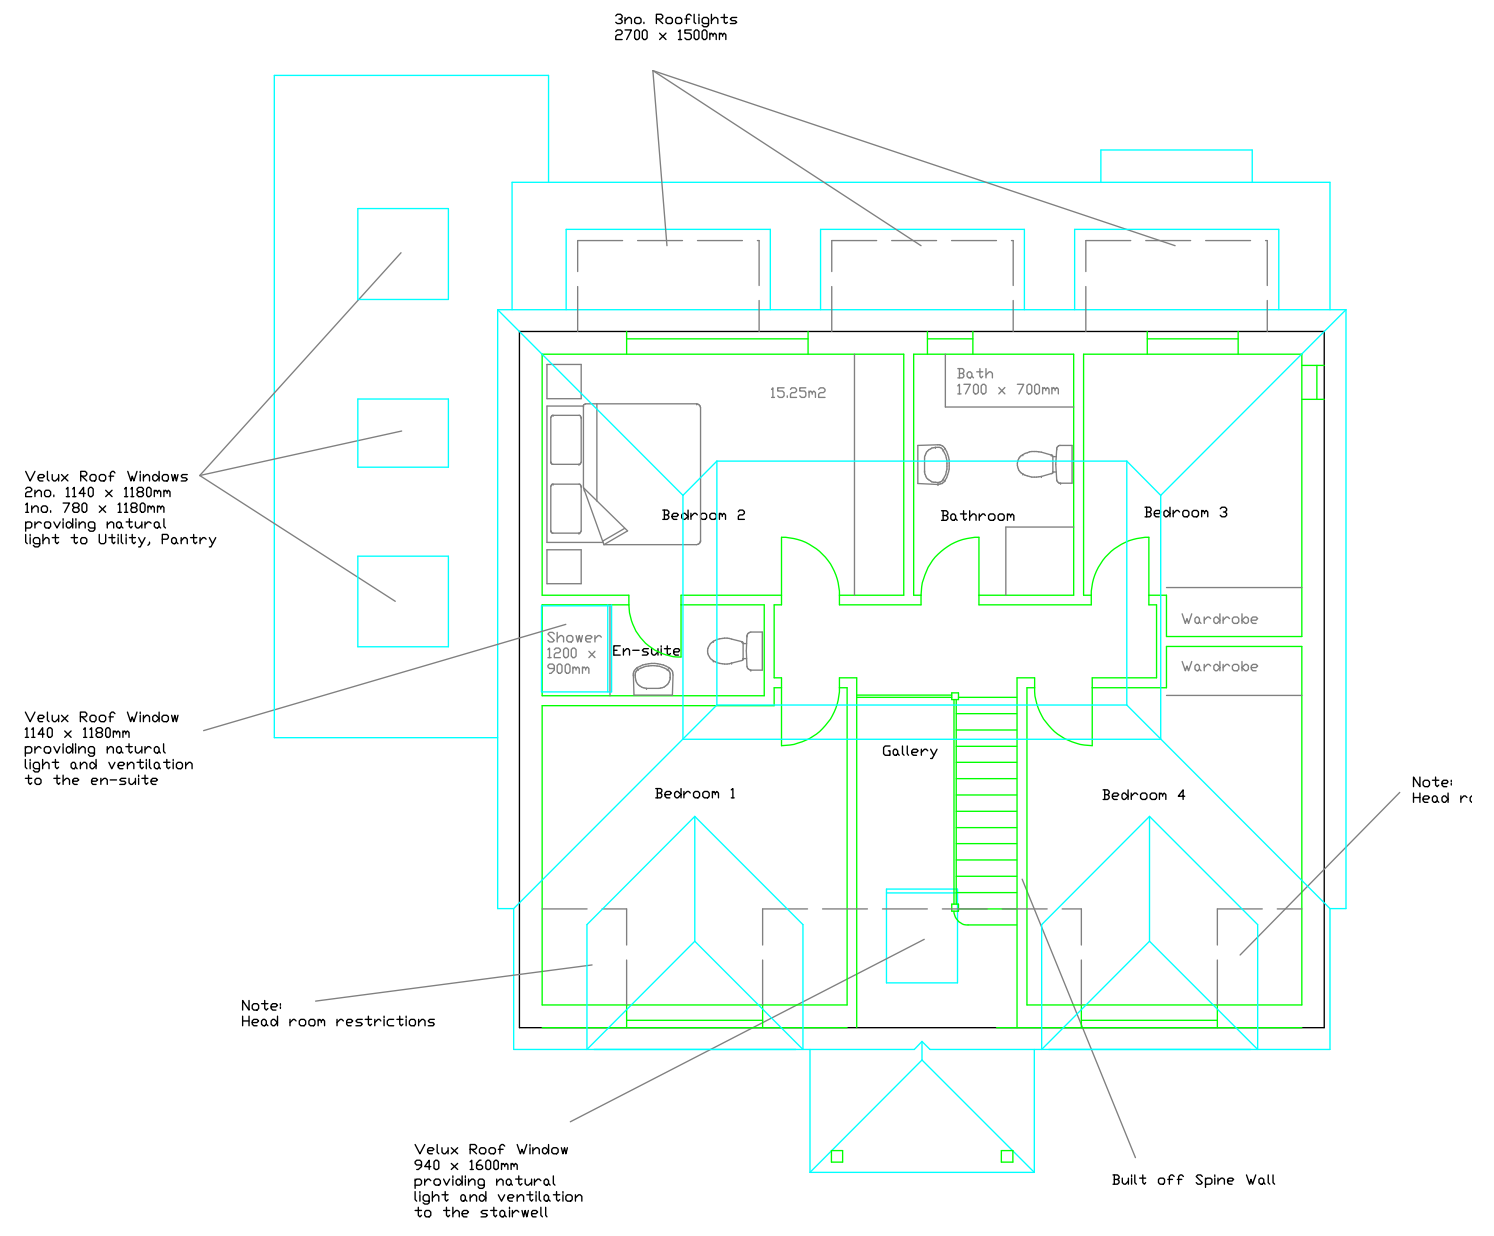 3no. Rooflights
2700 x 1500mm
15.25m2
Bath
1700 x 700mm
Velux Roof Windows
2no. 1140 x 1180mm
1no. 780 x 1180mm
providing natural
light to Utility, Pantry
Bedroom 2
Bathroom
Bedroom 3
Wardrobe
Shower
1200 x
900mm
En-suite
Wardrobe
Velux Roof Window
1140 x 1180mm
providing natural
light and ventilation
to the en-suite
Gallery
Bedroom 1
Bedroom 4
Note:
Head
Note:
Head room restrictions
Velux Roof Window
940 x 1600mm
providing natural
light and ventilation
to the stairwell
Built off Spine Wall